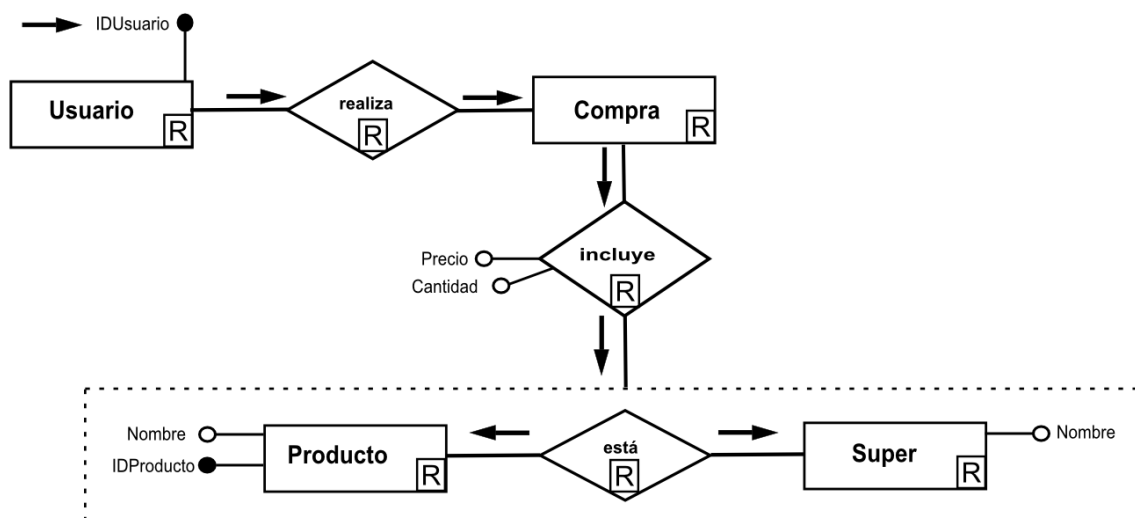 IDUsuario
Usuario
R
realiza
R
Compra
R
Precio
incluye
Cantidad
R
Nombre
IDProducto
Producto
R
está
R
Super
R
Nombre